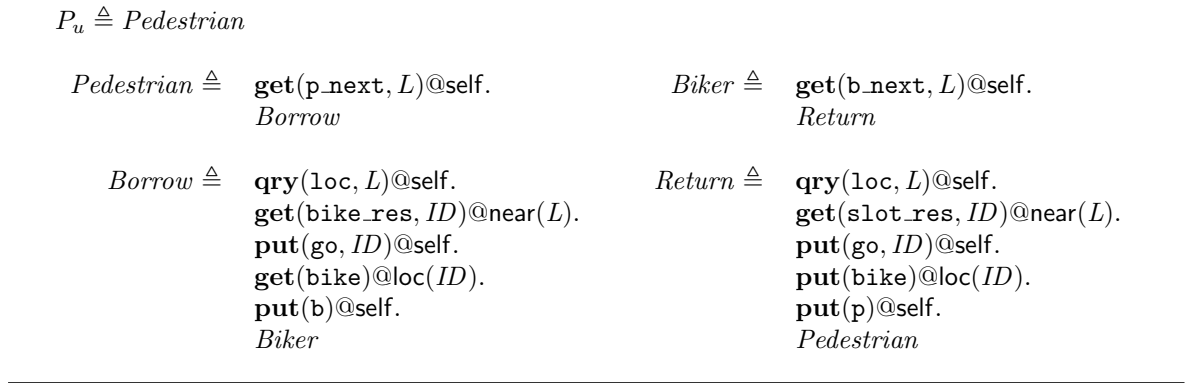 P_u ≜ Pedestrian
Pedestrian ≜ get(p_next, L)@self.
Borrow
Biker ≜ get(b_next, L)@self.
Return
Borrow ≜ qry(loc, L)@self.
get(bike_res, ID)@near(L).
put(go, ID)@self.
get(bike)@loc(ID).
put(b)@self.
Biker
Return ≜ qry(loc, L)@self.
get(slot_res, ID)@near(L).
put(go, ID)@self.
put(bike)@loc(ID).
put(p)@self.
Pedestrian